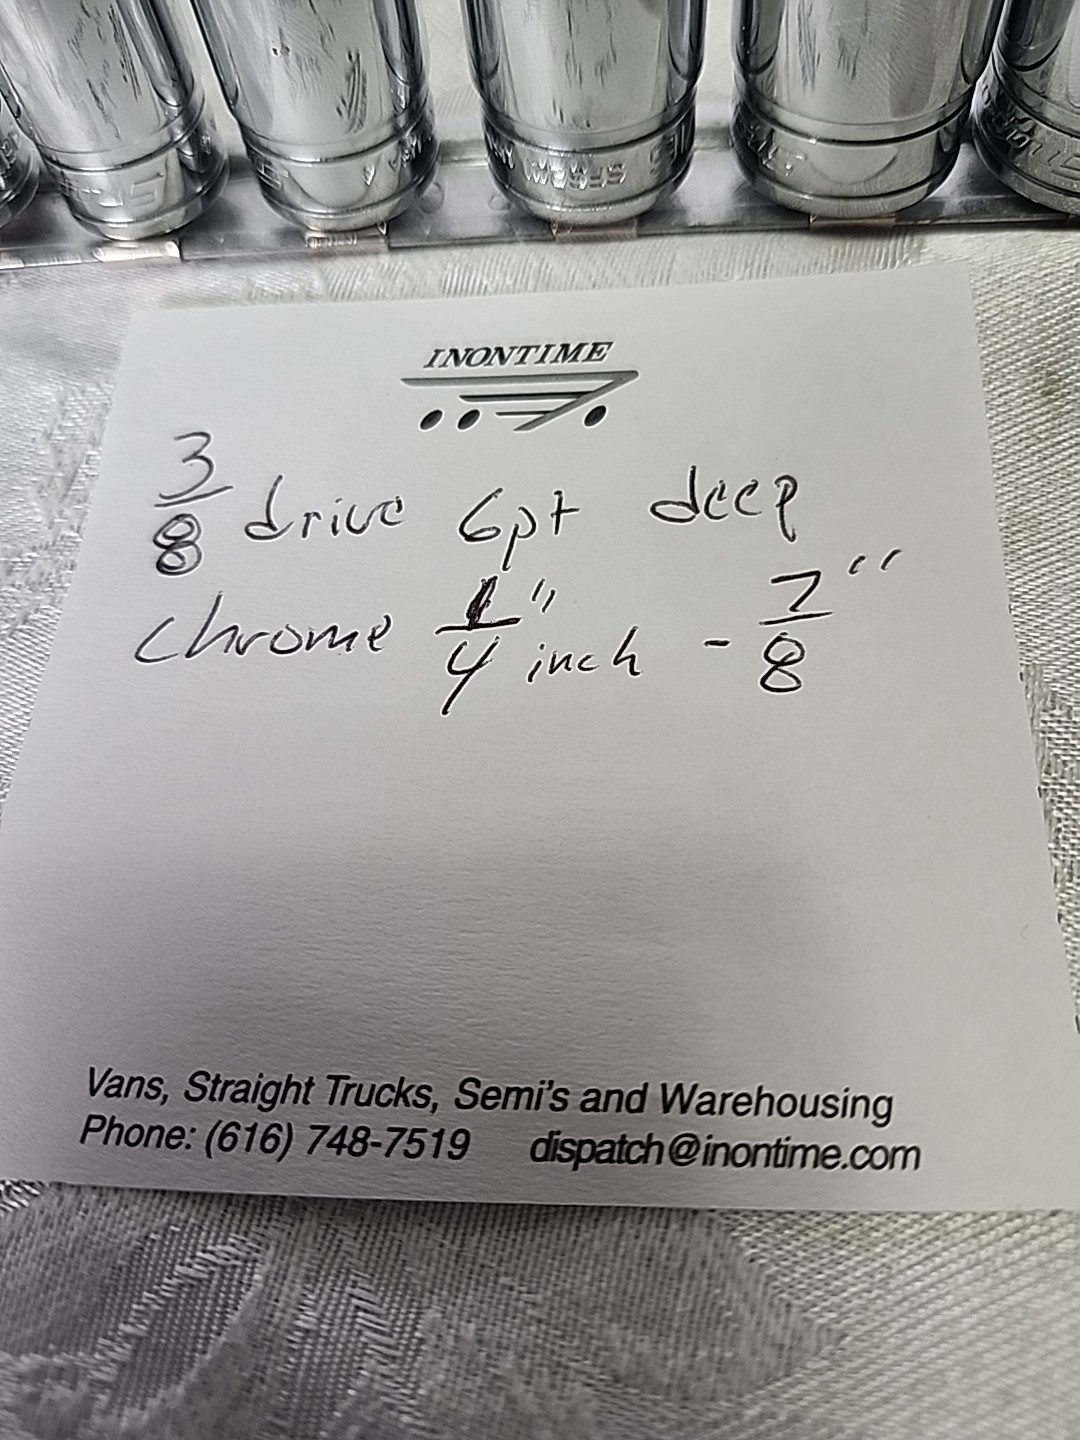 INONTIME
3/8 drive 6pt deep
chrome 1/4" inch - 7/8"
Vans, Straight Trucks, Semi's and Warehousing
Phone: (616) 748-7519 dispatch@inontime.com